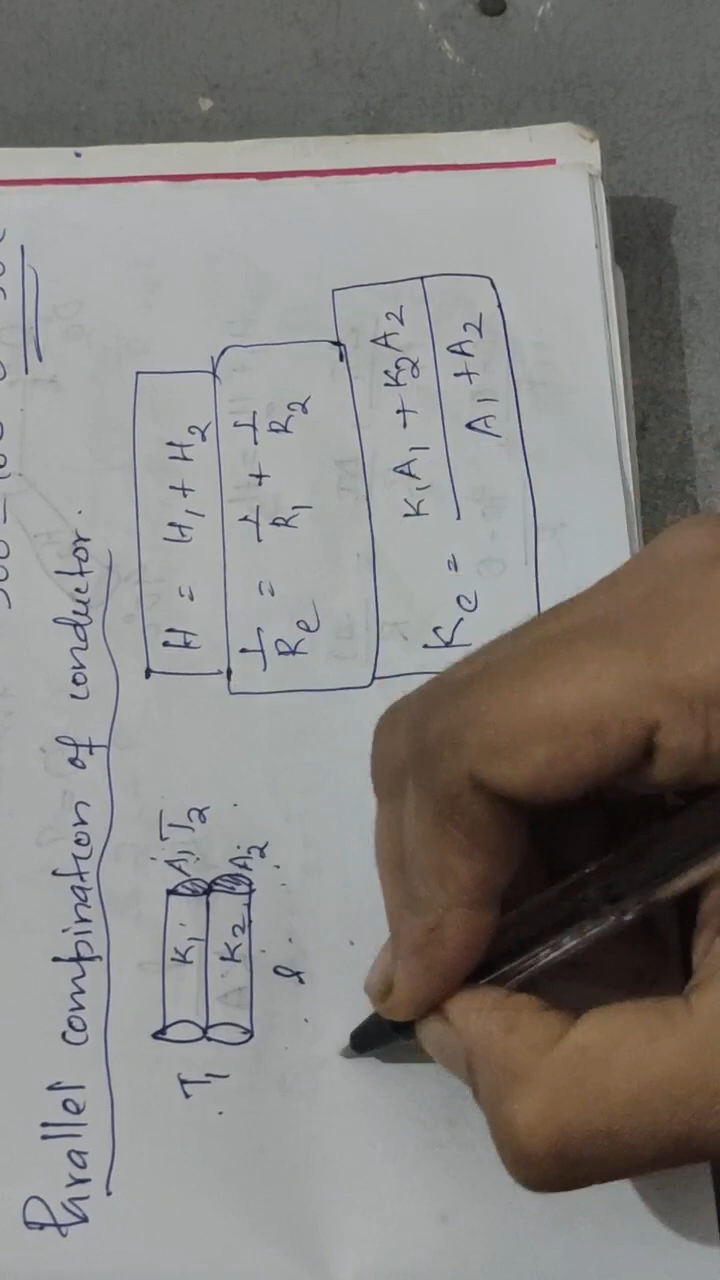 Parallel combination of conductor.
T1 K1 A1 T2
K2 A2
l
H = H1 + H2
1/Re = 1/R1 + 1/R2
Ke = K1A1 + K2A2 / A1 + A2